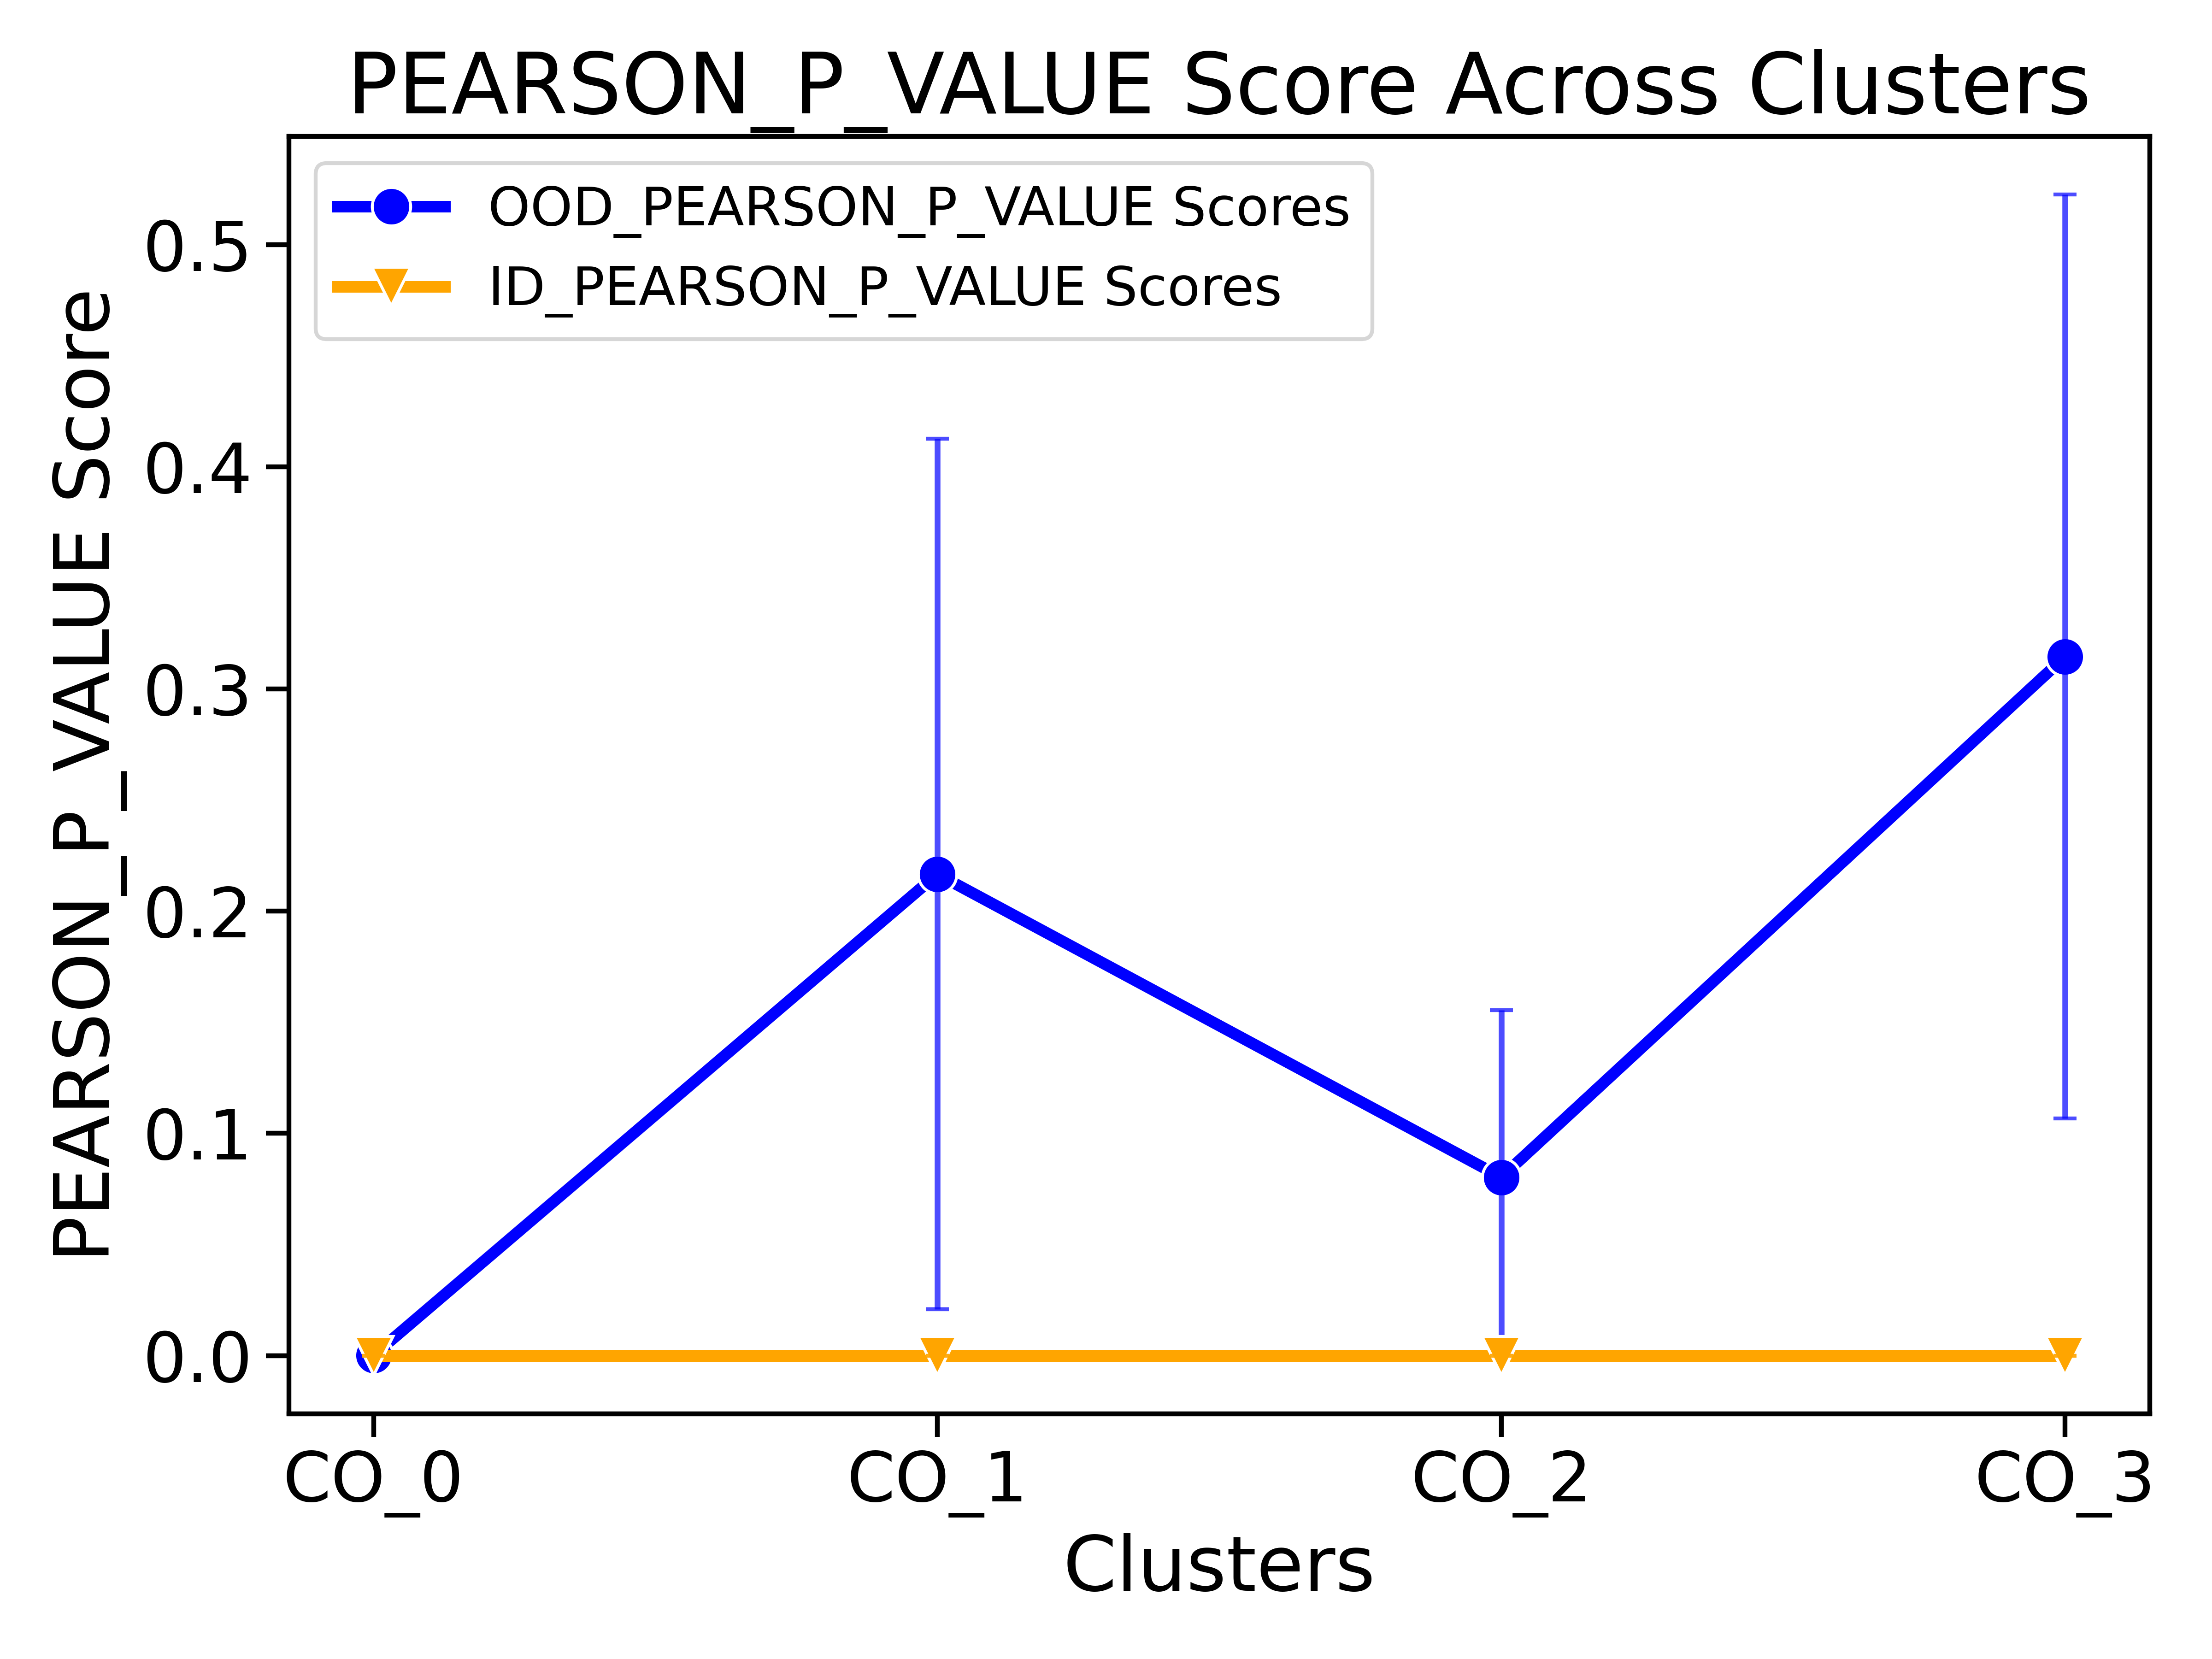 PEARSON_P_VALUE Score Across Clusters
OOD_PEARSON_P_VALUE Scores
ID_PEARSON_P_VALUE Scores
PEARSON_P_VALUE Score
0.5
0.4
0.3
0.2
0.1
0.0
CO_0 CO_1 CO_2 CO_3
Clusters